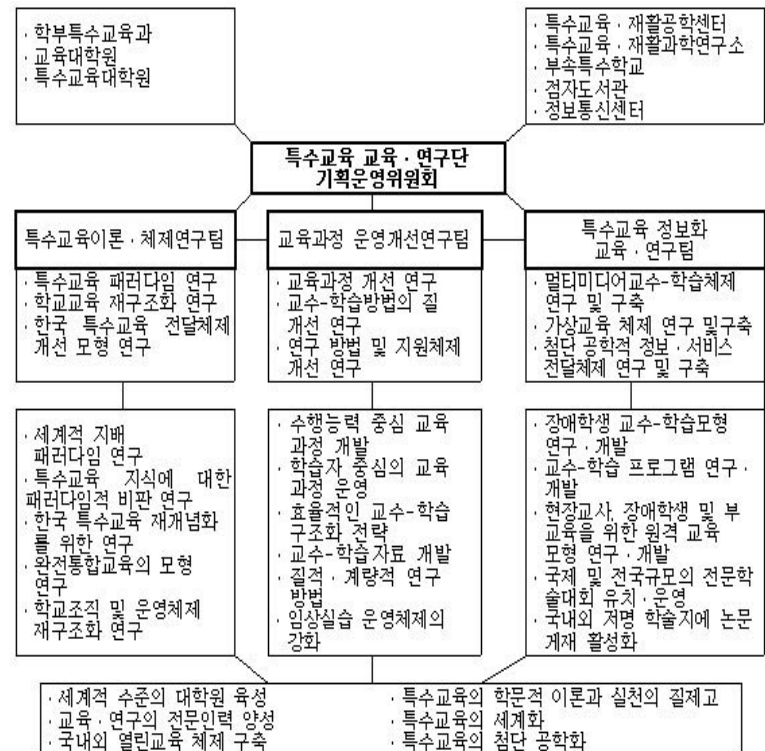 · 학부특수교육과
· 교육대학원
· 특수교육대학원
· 특수교육 · 재활공학센터
· 특수교육 · 재활과학연구소
· 부속특수학교
· 점자도서관
· 정보통신센터
특수교육 교육 · 연구단
기획운영위원회
특수교육이론 · 체제연구팀
· 특수교육 패러다임 연구
· 학교교육 재구조화 연구
· 한국 특수교육 전달체제
개선 모형 연구
교육과정 운영개선연구팀
· 교육과정 개선 연구
· 교수-학습방법의 질
개선 연구
· 연구 방법 및 지원체제
개선 연구
특수교육 정보화
교육 · 연구팀
· 멀티미디어교수-학습체제
연구 및 구축
· 가상교육 체제 연구 및구축
· 첨단 공학적 정보 · 서비스
전달체제 연구 및 구축
· 세계적 지배
패러다임 연구
· 특수교육 지식에 대한
패러다임적 비판 연구
· 한국 특수교육 재개념화
를 위한 연구
· 완전통합교육의 모형
연구
· 학교조직 및 운영체제
재구조화 연구
· 수행능력 중심 교육
과정 개발
· 학습자 중심의 교육
과정 운영
· 효율적인 교수-학습
구조화 전략
· 교수-학습자료 개발
· 질적 · 계량적 연구
방법
· 임상실습 운영체제의
강화
· 장애학생 교수-학습모형
연구 · 개발
· 교수-학습 프로그램 연구 ·
개발
· 현장교사, 장애학생 및 부
교육을 위한 원격 교육
모형 연구 · 개발
· 국제 및 전국규모의 전문학
술대회 유치 · 운영
· 국내외 저명 학술지에 논문
게재 활성화
· 세계적 수준의 대학원 육성
· 교육 · 연구의 전문인력 양성
· 국내외 열린교육 체제 구축
· 특수교육의 학문적 이론과 실천의 질제고
· 특수교육의 세계화
· 특수교육의 첨단 공학화